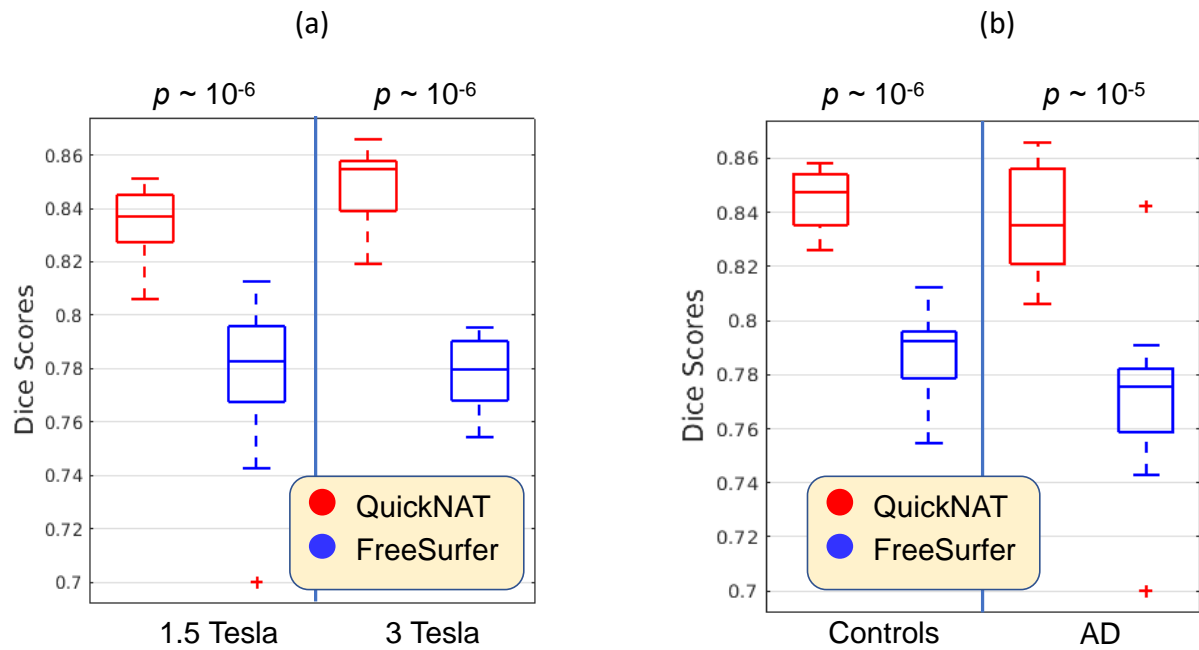 (a)
p ~ 10-6
p ~ 10-6
Dice Scores
0.86
0.84
0.82
0.8
0.78
0.76
0.74
0.72
0.7
QuickNAT
FreeSurfer
1.5 Tesla
3 Tesla
(b)
p ~ 10-6
p ~ 10-5
Dice Scores
0.86
0.84
0.82
0.8
0.78
0.76
0.74
0.72
0.7
QuickNAT
FreeSurfer
Controls
AD